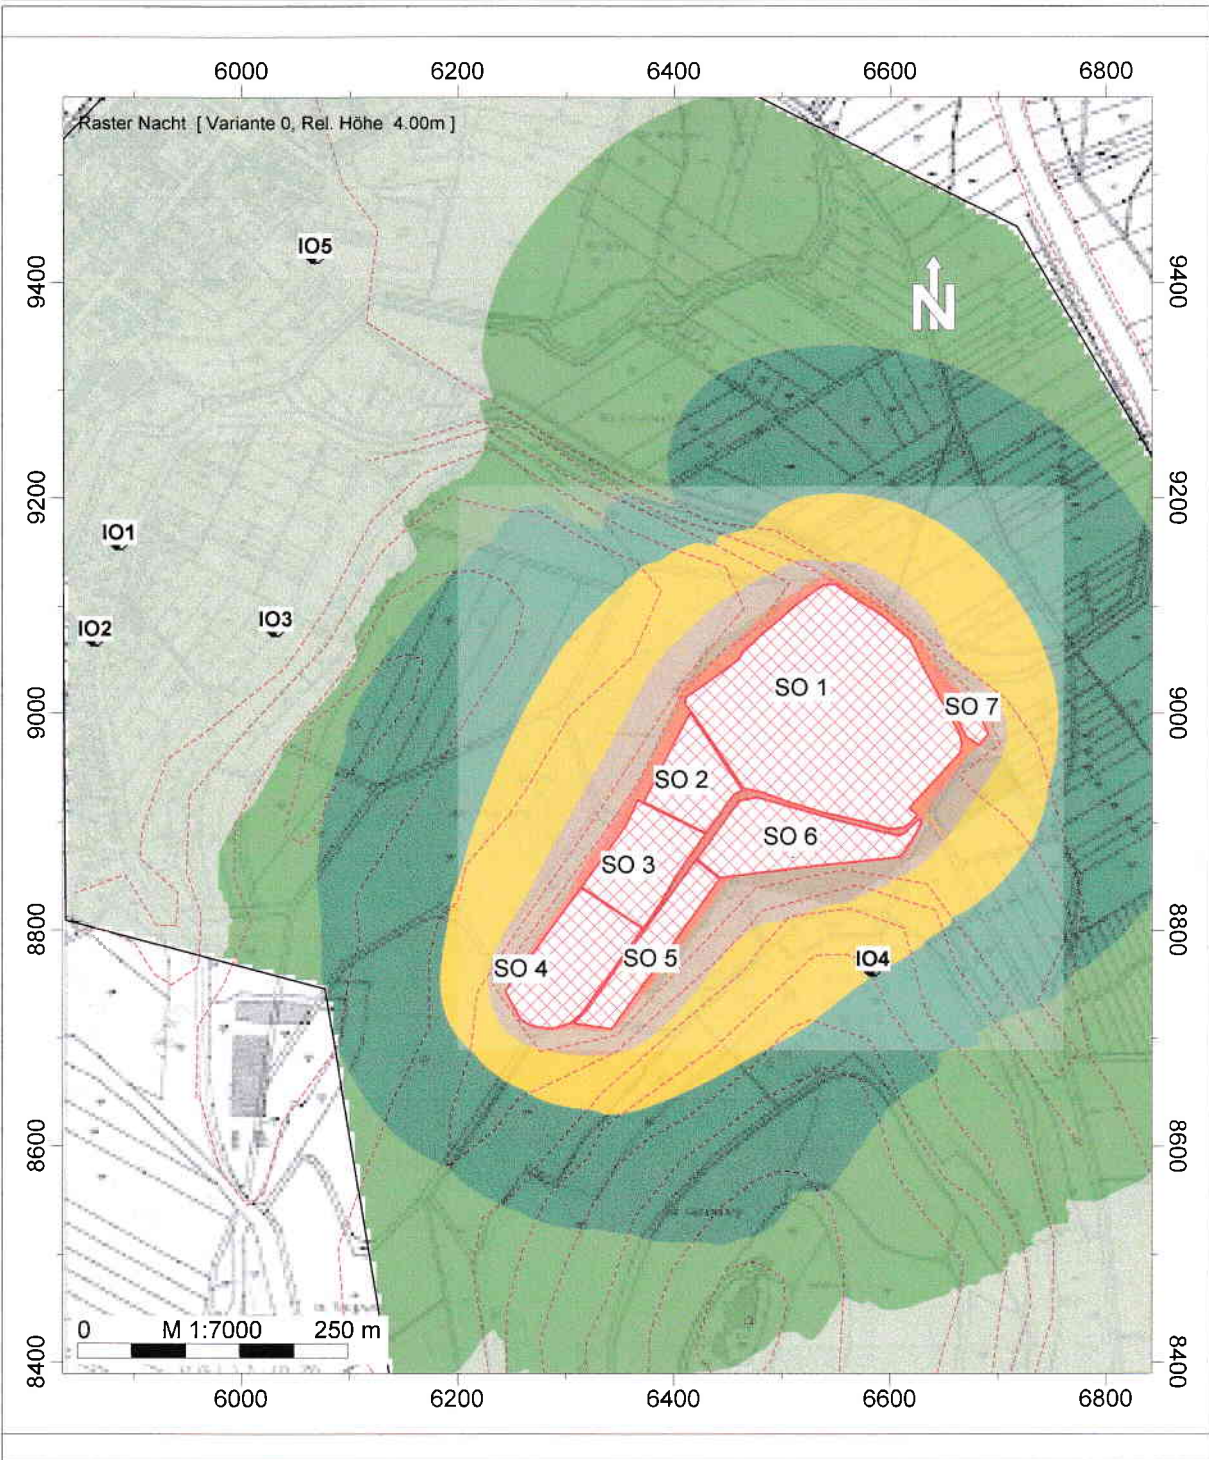 6000 6200 6400 6600 6800
Raster Nacht [ Variante 0, Rel. Höhe 4.00m ]
IO5
9400 9400
N
9200 9200
IO1
IO2
IO3
SO 1
9000 SO 7 9000
SO 2
SO 6
SO 3
8800 8800
SO 4
SO 5
IO4
8600 8600
0 M 1:7000 250 m
8400 8400
6000 6200 6400 6600 6800